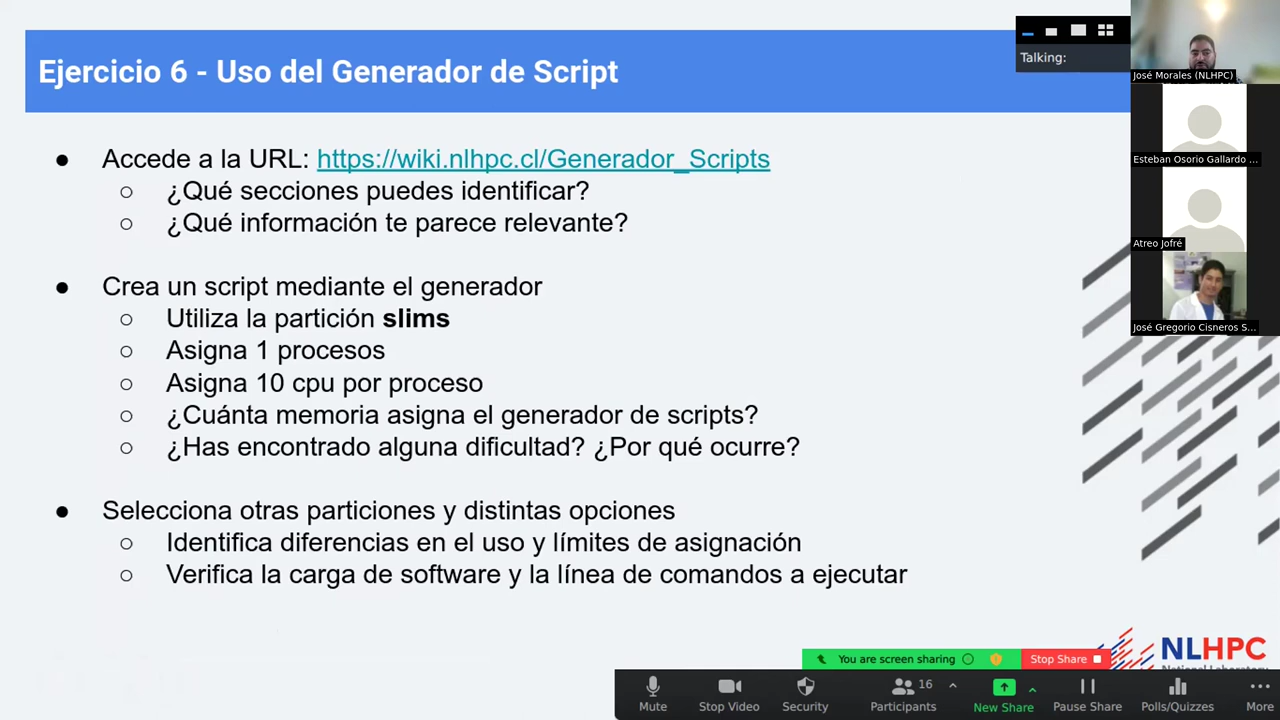 Ejercicio 6 - Uso del Generador de Script
Talking:
José Morales (NLHPC)
Esteban Osorio Gallardo ...
Atreo Jofré
José Gregorio Cisneros S...
● Accede a la URL: https://wiki.nlhpc.cl/Generador_Scripts
○ ¿Qué secciones puedes identificar?
○ ¿Qué información te parece relevante?
● Crea un script mediante el generador
○ Utiliza la partición slims
○ Asigna 1 procesos
○ Asigna 10 cpu por proceso
○ ¿Cuánta memoria asigna el generador de scripts?
○ ¿Has encontrado alguna dificultad? ¿Por qué ocurre?
● Selecciona otras particiones y distintas opciones
○ Identifica diferencias en el uso y límites de asignación
○ Verifica la carga de software y la línea de comandos a ejecutar
NLHPC
National Laboratory
You are screen sharing
Stop Share
Mute
Stop Video
Security
16
Participants
New Share
Pause Share
Polls/Quizzes
More